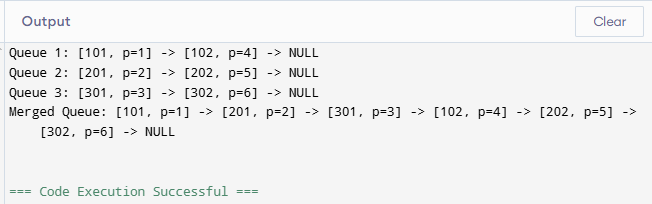 Output
Clear
Queue 1: [101, p=1] -> [102, p=4] -> NULL
Queue 2: [201, p=2] -> [202, p=5] -> NULL
Queue 3: [301, p=3] -> [302, p=6] -> NULL
Merged Queue: [101, p=1] -> [201, p=2] -> [301, p=3] -> [102, p=4] -> [202, p=5] ->
[302, p=6] -> NULL
=== Code Execution Successful ===